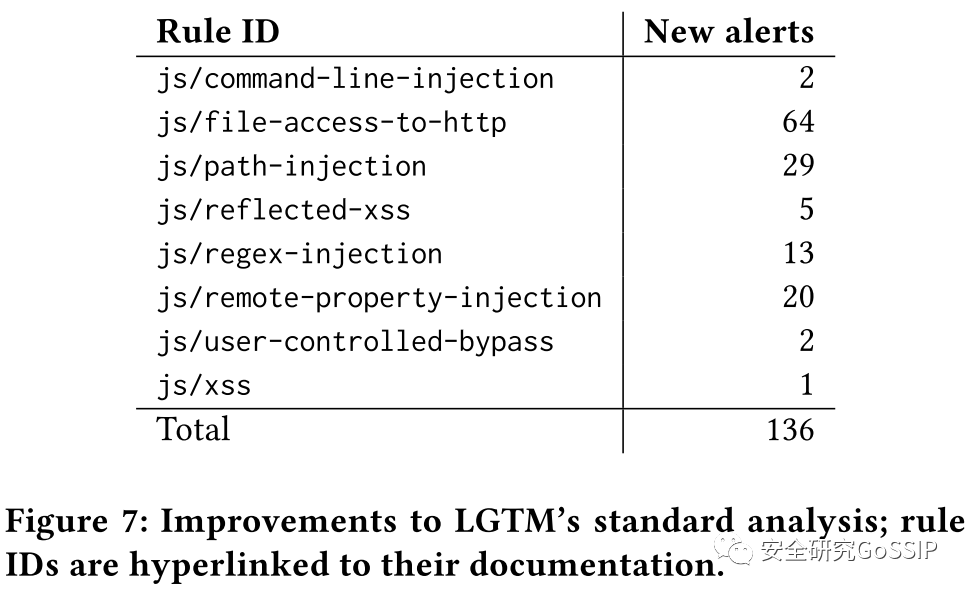 Rule ID New alerts
js/command-line-injection 2
js/file-access-to-http 64
js/path-injection 29
js/reflected-xss 5
js/regex-injection 13
js/remote-property-injection 20
js/user-controlled-bypass 2
js/xss 1
Total 136
Figure 7: Improvements to LGTM's standard analysis; rule
IDs are hyperlinked to their documentation.
安全研究GoSSIP